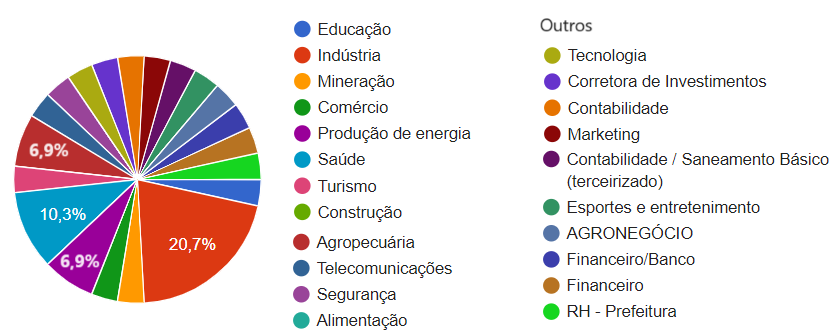 6,9%
10,3%
6,9%
20,7%
Educação
Indústria
Mineração
Comércio
Produção de energia
Saúde
Turismo
Construção
Agropecuária
Telecomunicações
Segurança
Alimentação
Outros
Tecnologia
Corretora de Investimentos
Contabilidade
Marketing
Contabilidade / Saneamento Básico
(terceirizado)
Esportes e entretenimento
AGRONEGÓCIO
Financeiro/Banco
Financeiro
RH - Prefeitura